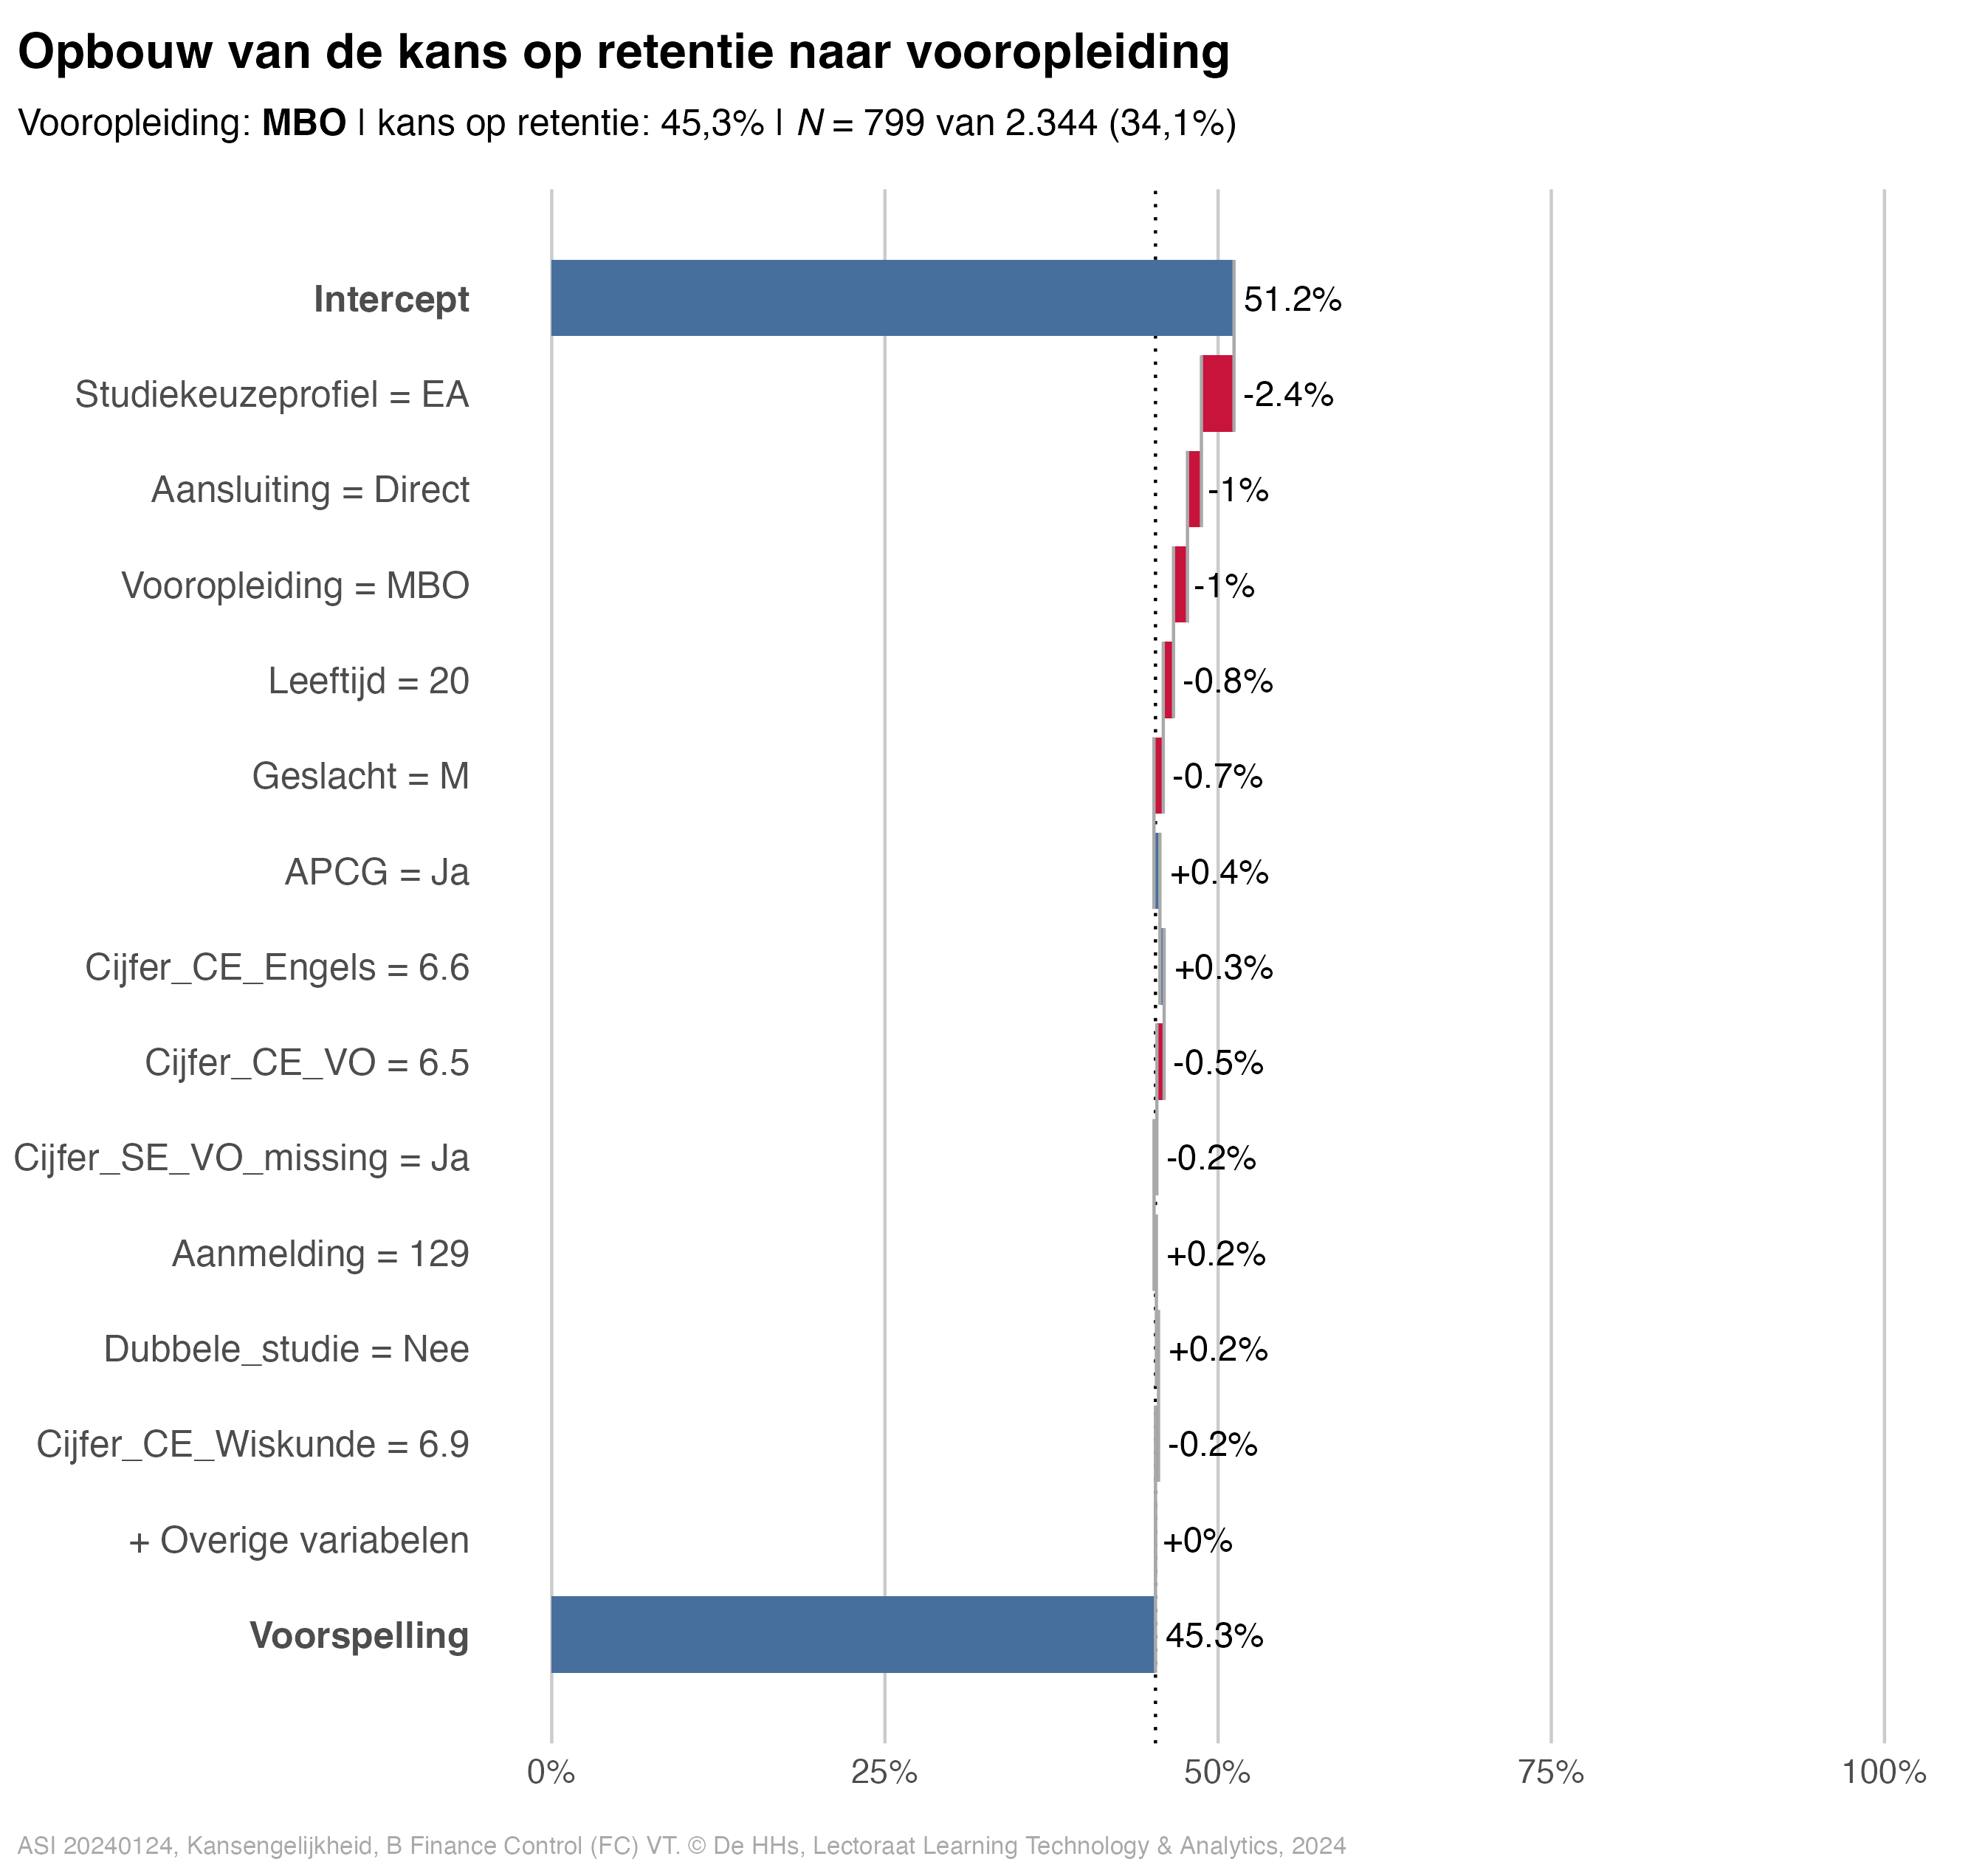 Opbouw van de kans op retentie naar vooropleiding
Vooropleiding: MBO | kans op retentie: 45,3% | N = 799 van 2.344 (34,1%)
Intercept 51.2%
Studiekeuzeprofiel = EA -2.4%
Aansluiting = Direct -1%
Vooropleiding = MBO -1%
Leeftijd = 20 -0.8%
Geslacht = M -0.7%
APCG = Ja +0.4%
Cijfer_CE_Engels = 6.6 +0.3%
Cijfer_CE_VO = 6.5 -0.5%
Cijfer_SE_VO_missing = Ja -0.2%
Aanmelding = 129 +0.2%
Dubbele_studie = Nee +0.2%
Cijfer_CE_Wiskunde = 6.9 -0.2%
+ Overige variabelen +0%
Voorspelling 45.3%
0% 25% 50% 75% 100%
ASI 20240124, Kansengelijkheid, B Finance Control (FC) VT. © De HHs, Lectoraat Learning Technology & Analytics, 2024